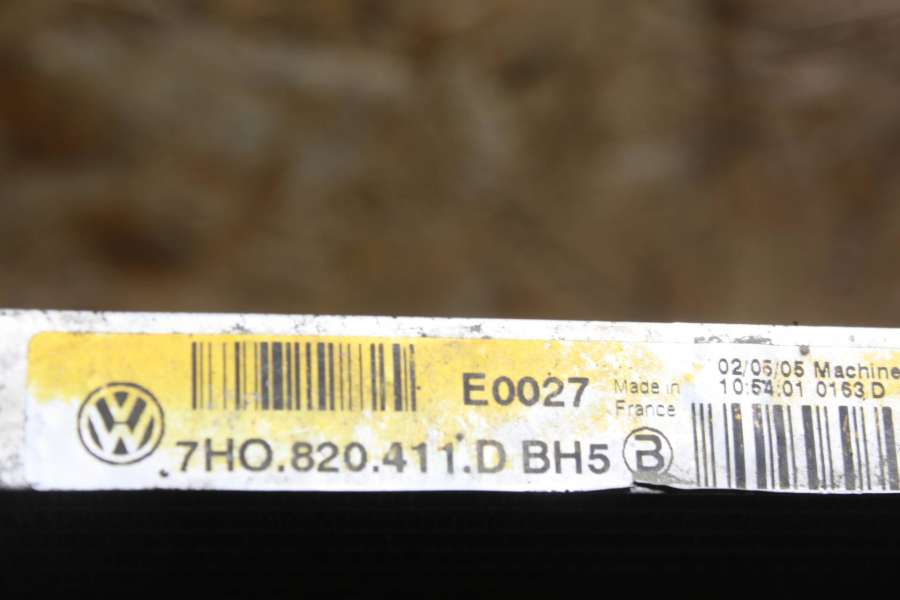 E0027
Made in
France
02/06/05 Machine
10:54:01 0163 D
7HO.820.411.D BH5 B